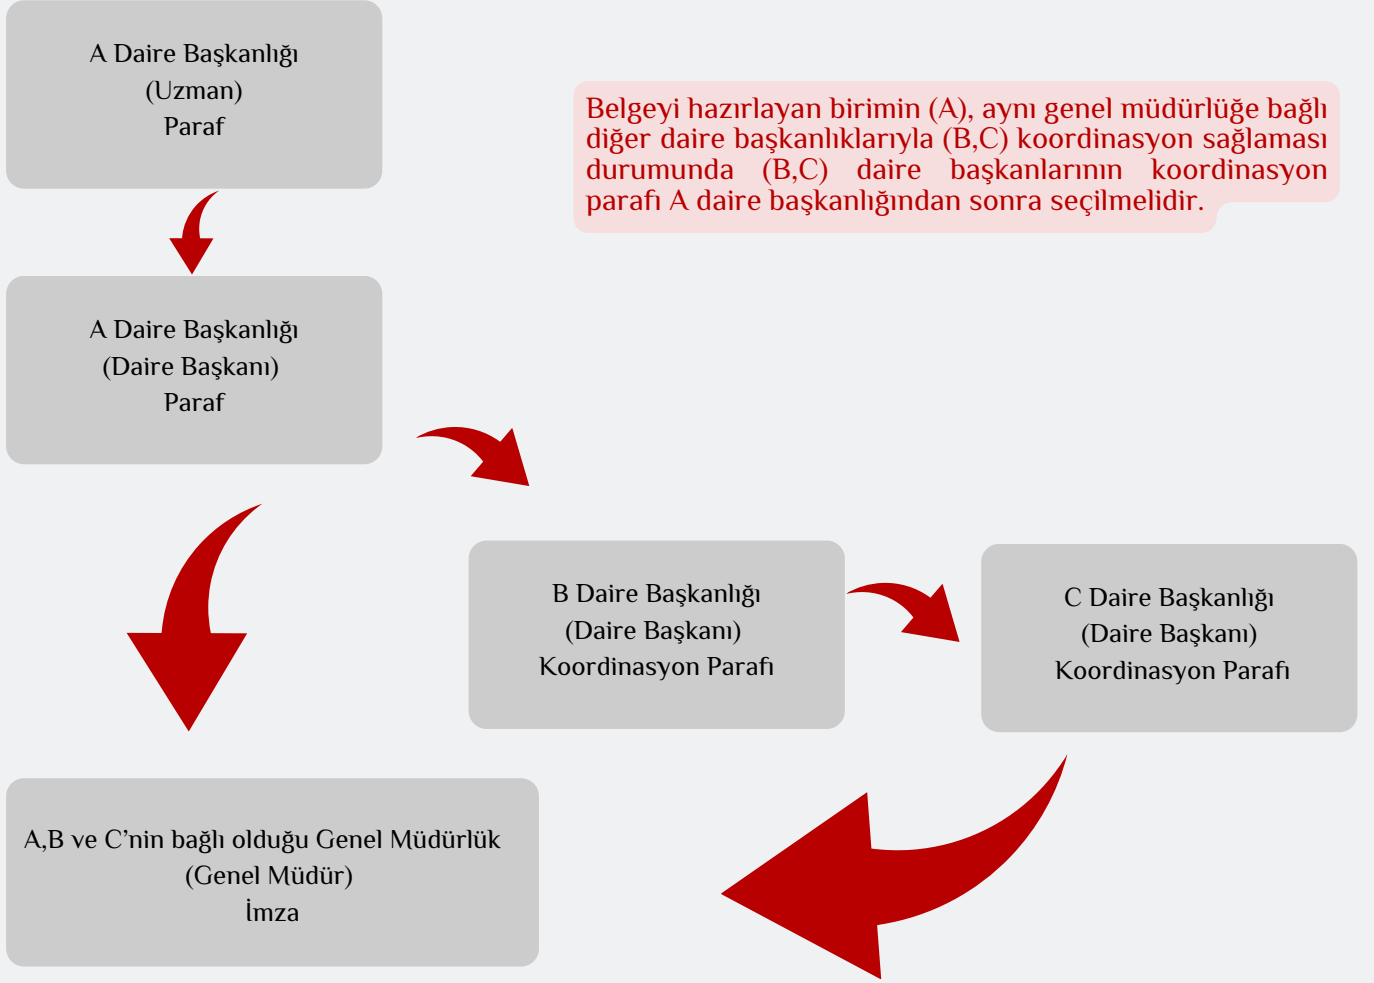 A Daire Başkanlığı
(Uzman)
Paraf
Belgeyi hazırlayan birimin (A), aynı genel müdürlüğe bağlı
diğer daire başkanlıklarıyla (B,C) koordinasyon sağlaması
durumunda (B,C) daire başkanlarının koordinasyon
parafı A daire başkanlığından sonra seçilmelidir.
A Daire Başkanlığı
(Daire Başkanı)
Paraf
B Daire Başkanlığı
(Daire Başkanı)
Koordinasyon Parafı
C Daire Başkanlığı
(Daire Başkanı)
Koordinasyon Parafı
A,B ve C’nin bağlı olduğu Genel Müdürlük
(Genel Müdür)
İmza